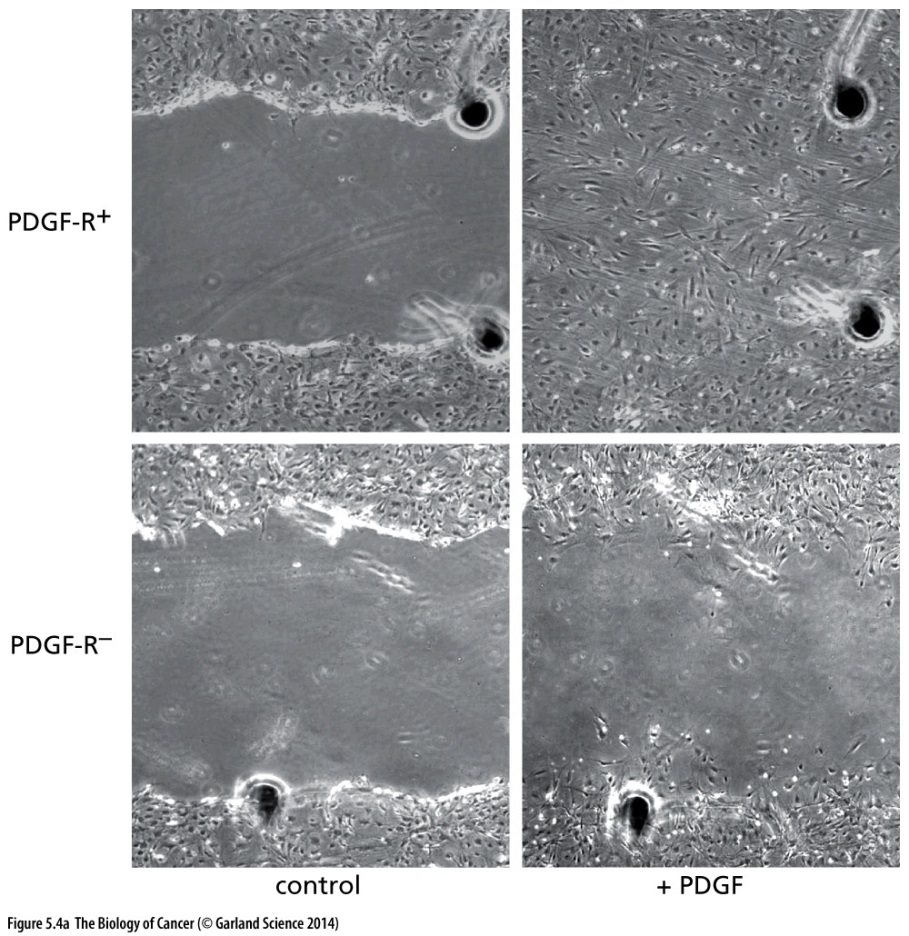 PDGF-R+
PDGF-R–
control
+ PDGF
Figure 5.4a The Biology of Cancer (© Garland Science 2014)